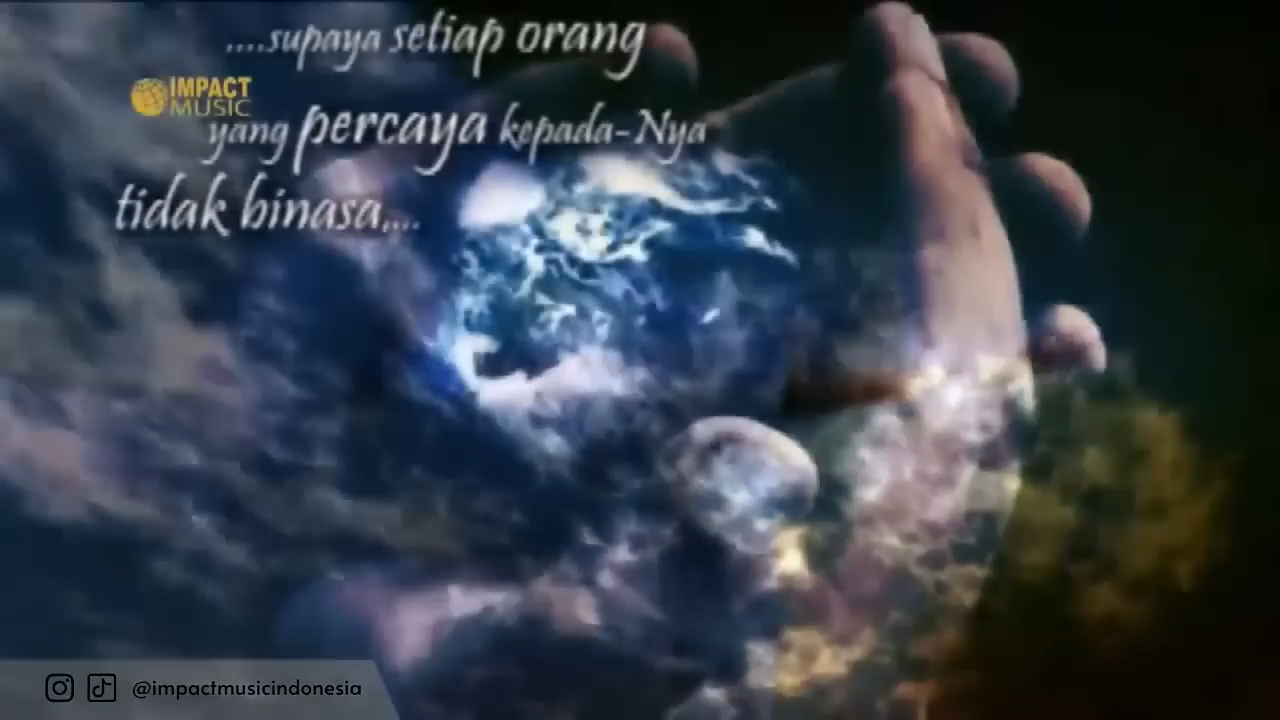 ....supaya setiap orang
IMPACT
MUSIC
yang percaya kepada-Nya
tidak binasa,...
@impactmusicindonesia